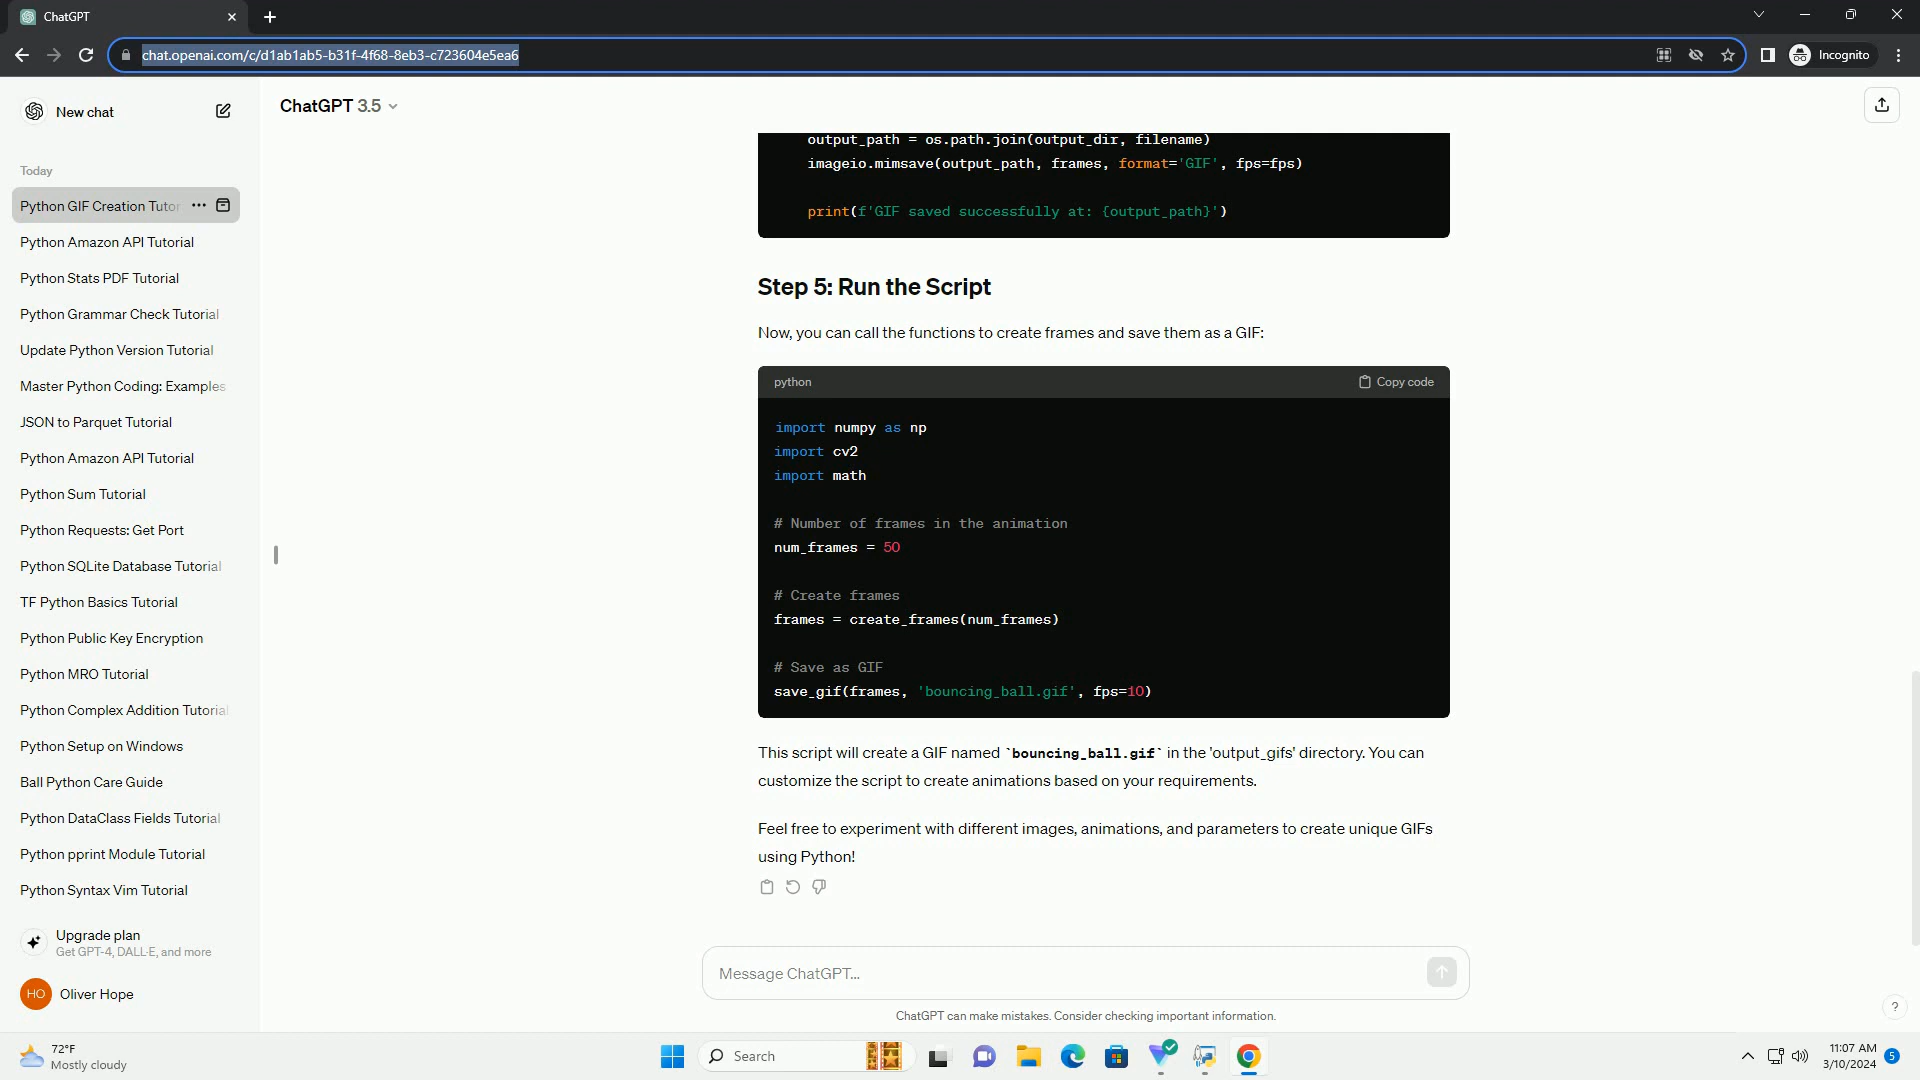 ChatGPT
chat.openai.com/c/d1ab1ab5-b31f-4f68-8eb3-c723604e5ea6
Incognito
New chat
Today
Python GIF Creation Tutor
Python Amazon API Tutorial
Python Stats PDF Tutorial
Python Grammar Check Tutorial
Update Python Version Tutorial
Master Python Coding: Examples
JSON to Parquet Tutorial
Python Amazon API Tutorial
Python Sum Tutorial
Python Requests: Get Port
Python SQLite Database Tutorial
TF Python Basics Tutorial
Python Public Key Encryption
Python MRO Tutorial
Python Complex Addition Tutorial
Python Setup on Windows
Ball Python Care Guide
Python DataClass Fields Tutorial
Python pprint Module Tutorial
Python Syntax Vim Tutorial
Upgrade plan
Get GPT-4, DALL·E, and more
HO
Oliver Hope
ChatGPT 3.5
output_path = os.path.join(output_dir, filename)
imageio.mimsave(output_path, frames, format='GIF', fps=fps)
print(f'GIF saved successfully at: {output_path}')
Step 5: Run the Script
Now, you can call the functions to create frames and save them as a GIF:
python
Copy code
import numpy as np
import cv2
import math
# Number of frames in the animation
num_frames = 50
# Create frames
frames = create_frames(num_frames)
# Save as GIF
save_gif(frames, 'bouncing_ball.gif', fps=10)
This script will create a GIF named `bouncing_ball.gif` in the 'output_gifs' directory. You can
customize the script to create animations based on your requirements.
Feel free to experiment with different images, animations, and parameters to create unique GIFs
using Python!
Message ChatGPT...
ChatGPT can make mistakes. Consider checking important information.
?
72°F
Mostly cloudy
Search
11:07 AM
3/10/2024
5